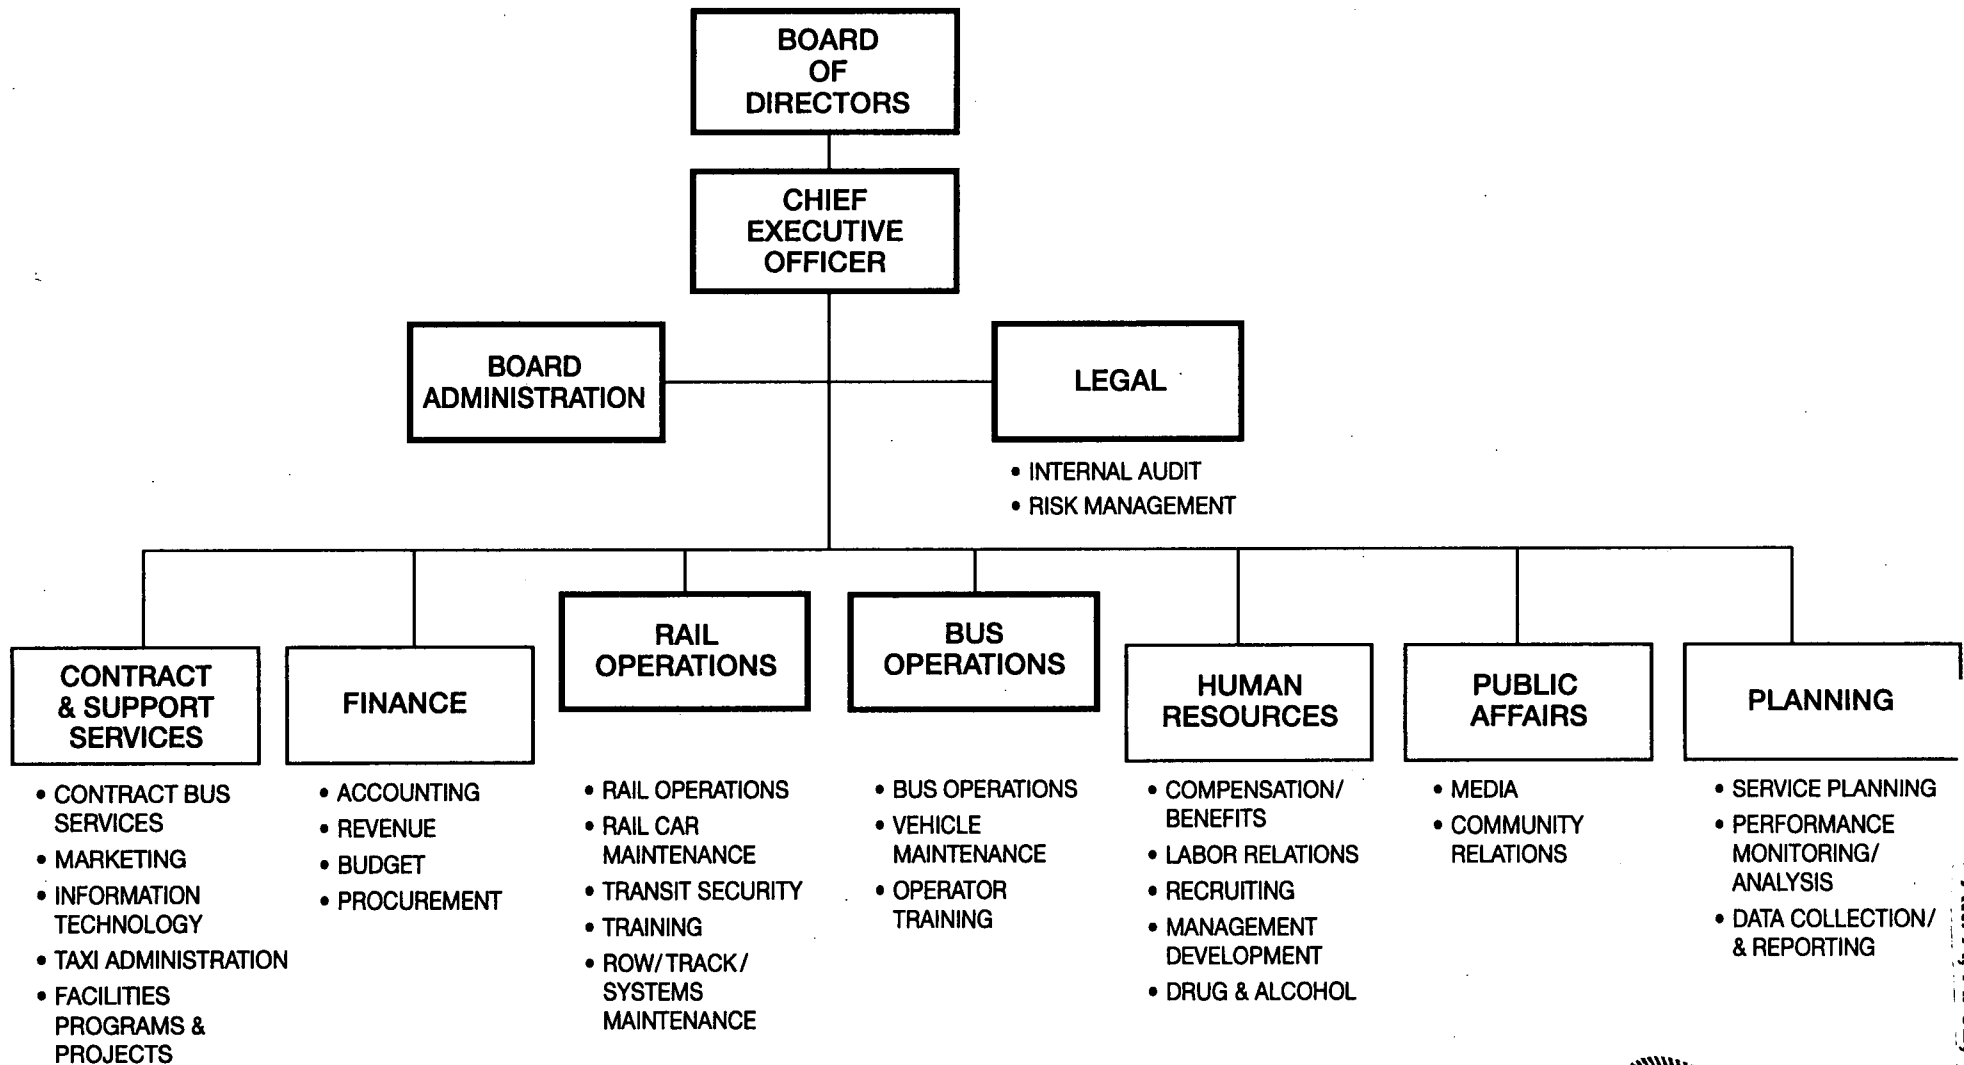 BOARD
OF
DIRECTORS
CHIEF
EXECUTIVE
OFFICER
BOARD
ADMINISTRATION
LEGAL
• INTERNAL AUDIT
• RISK MANAGEMENT
CONTRACT
& SUPPORT
SERVICES
• CONTRACT BUS
SERVICES
• MARKETING
• INFORMATION
TECHNOLOGY
• TAXI ADMINISTRATION
• FACILITIES
PROGRAMS &
PROJECTS
FINANCE
• ACCOUNTING
• REVENUE
• BUDGET
• PROCUREMENT
RAIL
OPERATIONS
• RAIL OPERATIONS
• RAIL CAR
MAINTENANCE
• TRANSIT SECURITY
• TRAINING
• ROW/TRACK/
SYSTEMS
MAINTENANCE
BUS
OPERATIONS
• BUS OPERATIONS
• VEHICLE
MAINTENANCE
• OPERATOR
TRAINING
HUMAN
RESOURCES
• COMPENSATION/
BENEFITS
• LABOR RELATIONS
• RECRUITING
• MANAGEMENT
DEVELOPMENT
• DRUG & ALCOHOL
PUBLIC
AFFAIRS
• MEDIA
• COMMUNITY
RELATIONS
PLANNING
• SERVICE PLANNING
• PERFORMANCE
MONITORING/
ANALYSIS
• DATA COLLECTION/
& REPORTING